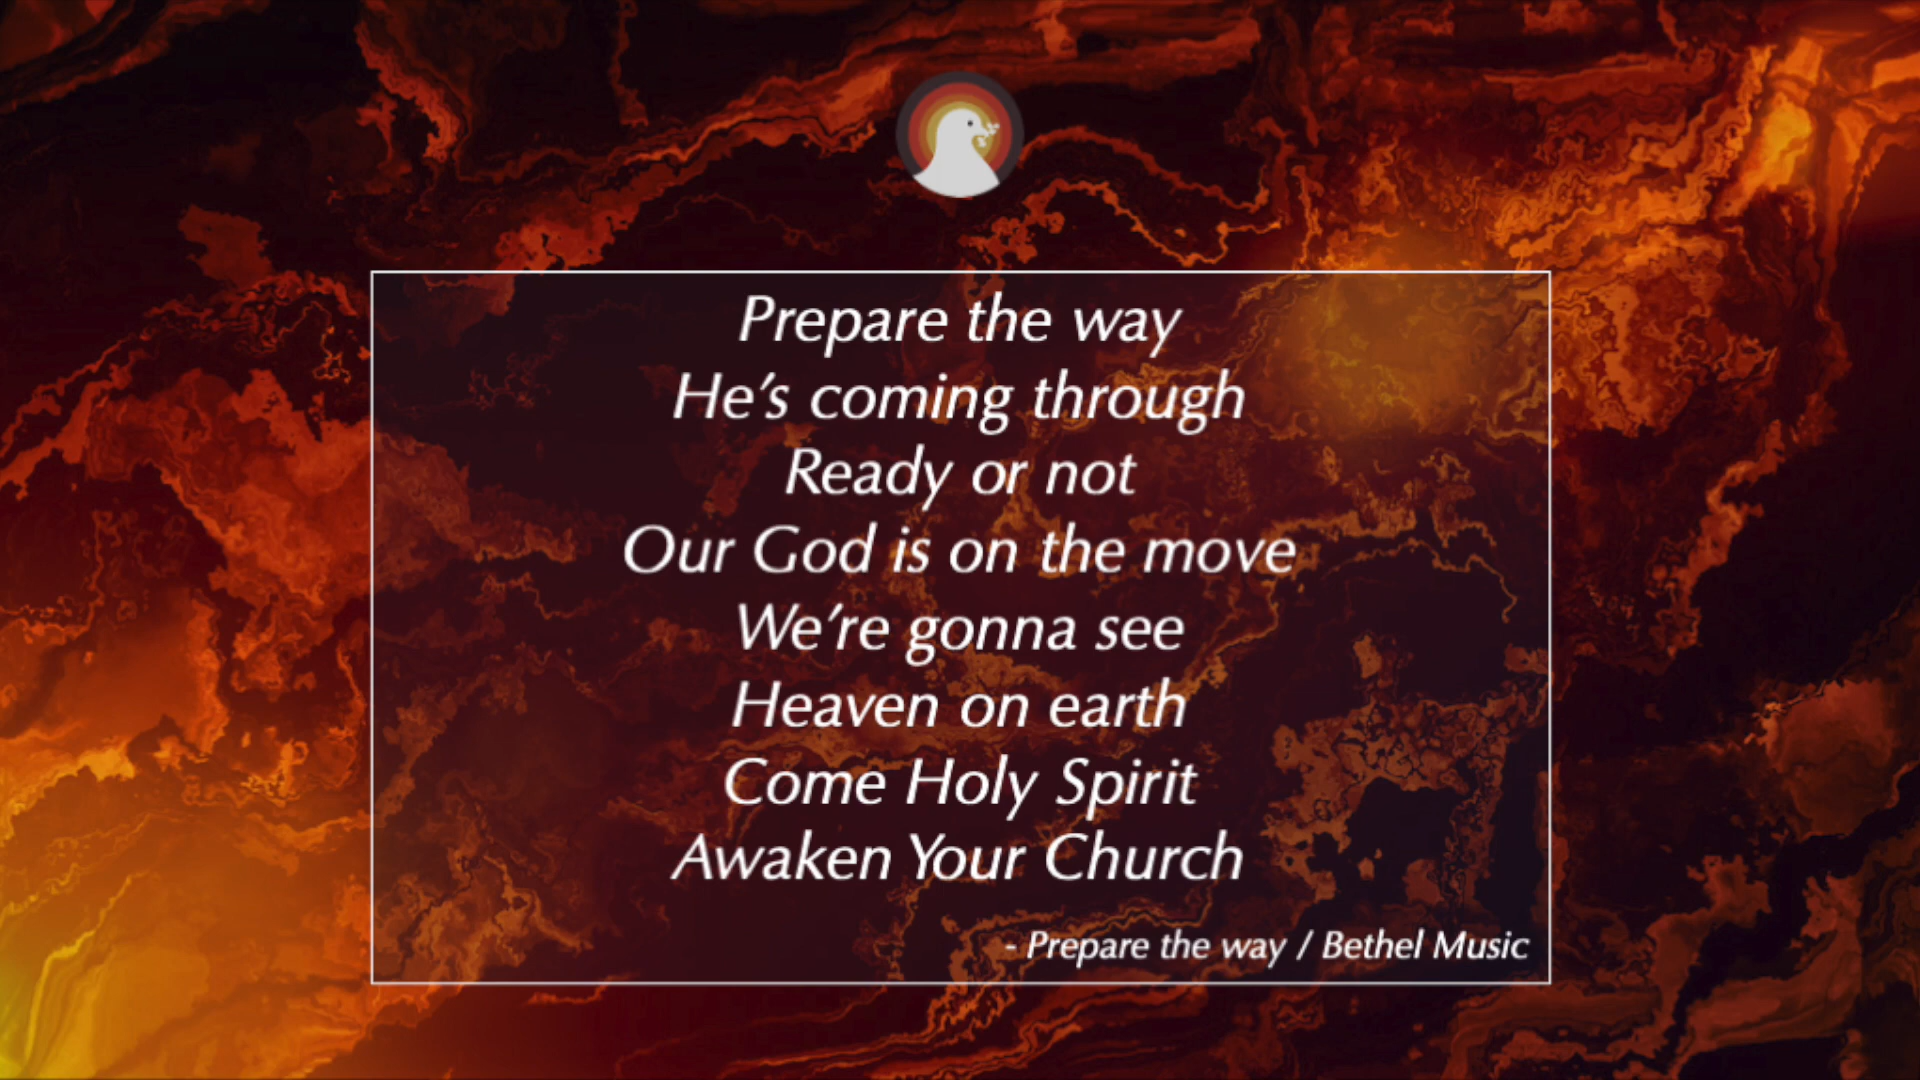 Prepare the way
He's coming through
Ready or not
Our God is on the move
We're gonna see
Heaven on earth
Come Holy Spirit
Awaken Your Church
- Prepare the way / Bethel Music